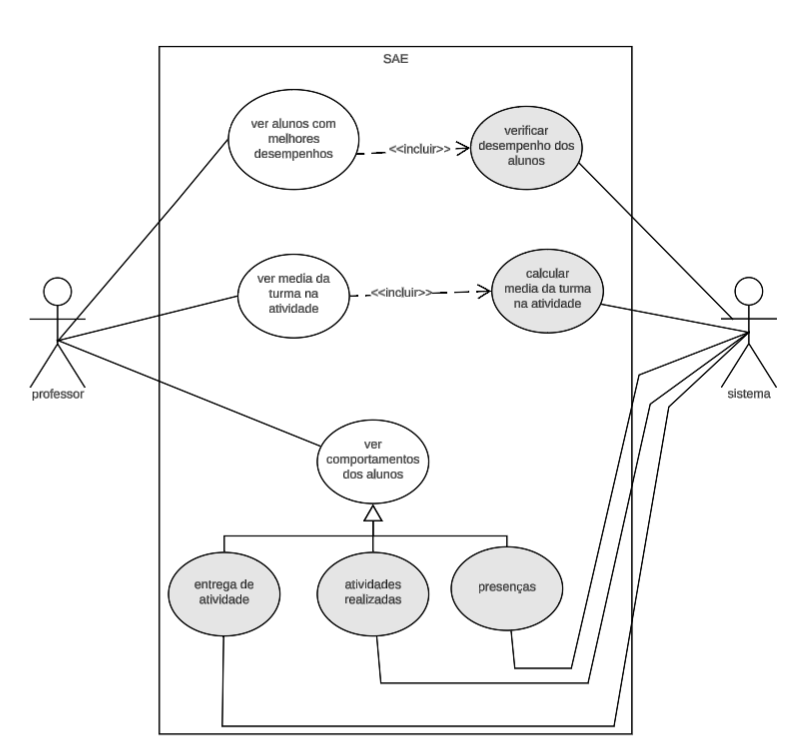 SAE
ver alunos com
melhores
desempenhos
<<incluir>>
verificar
desempenho dos
alunos
ver media da
turma na
atividade
<<incluir>>
calcular
media da turma
na atividade
professor
sistema
ver
comportamentos
dos alunos
entrega de
atividade
atividades
realizadas
presenças